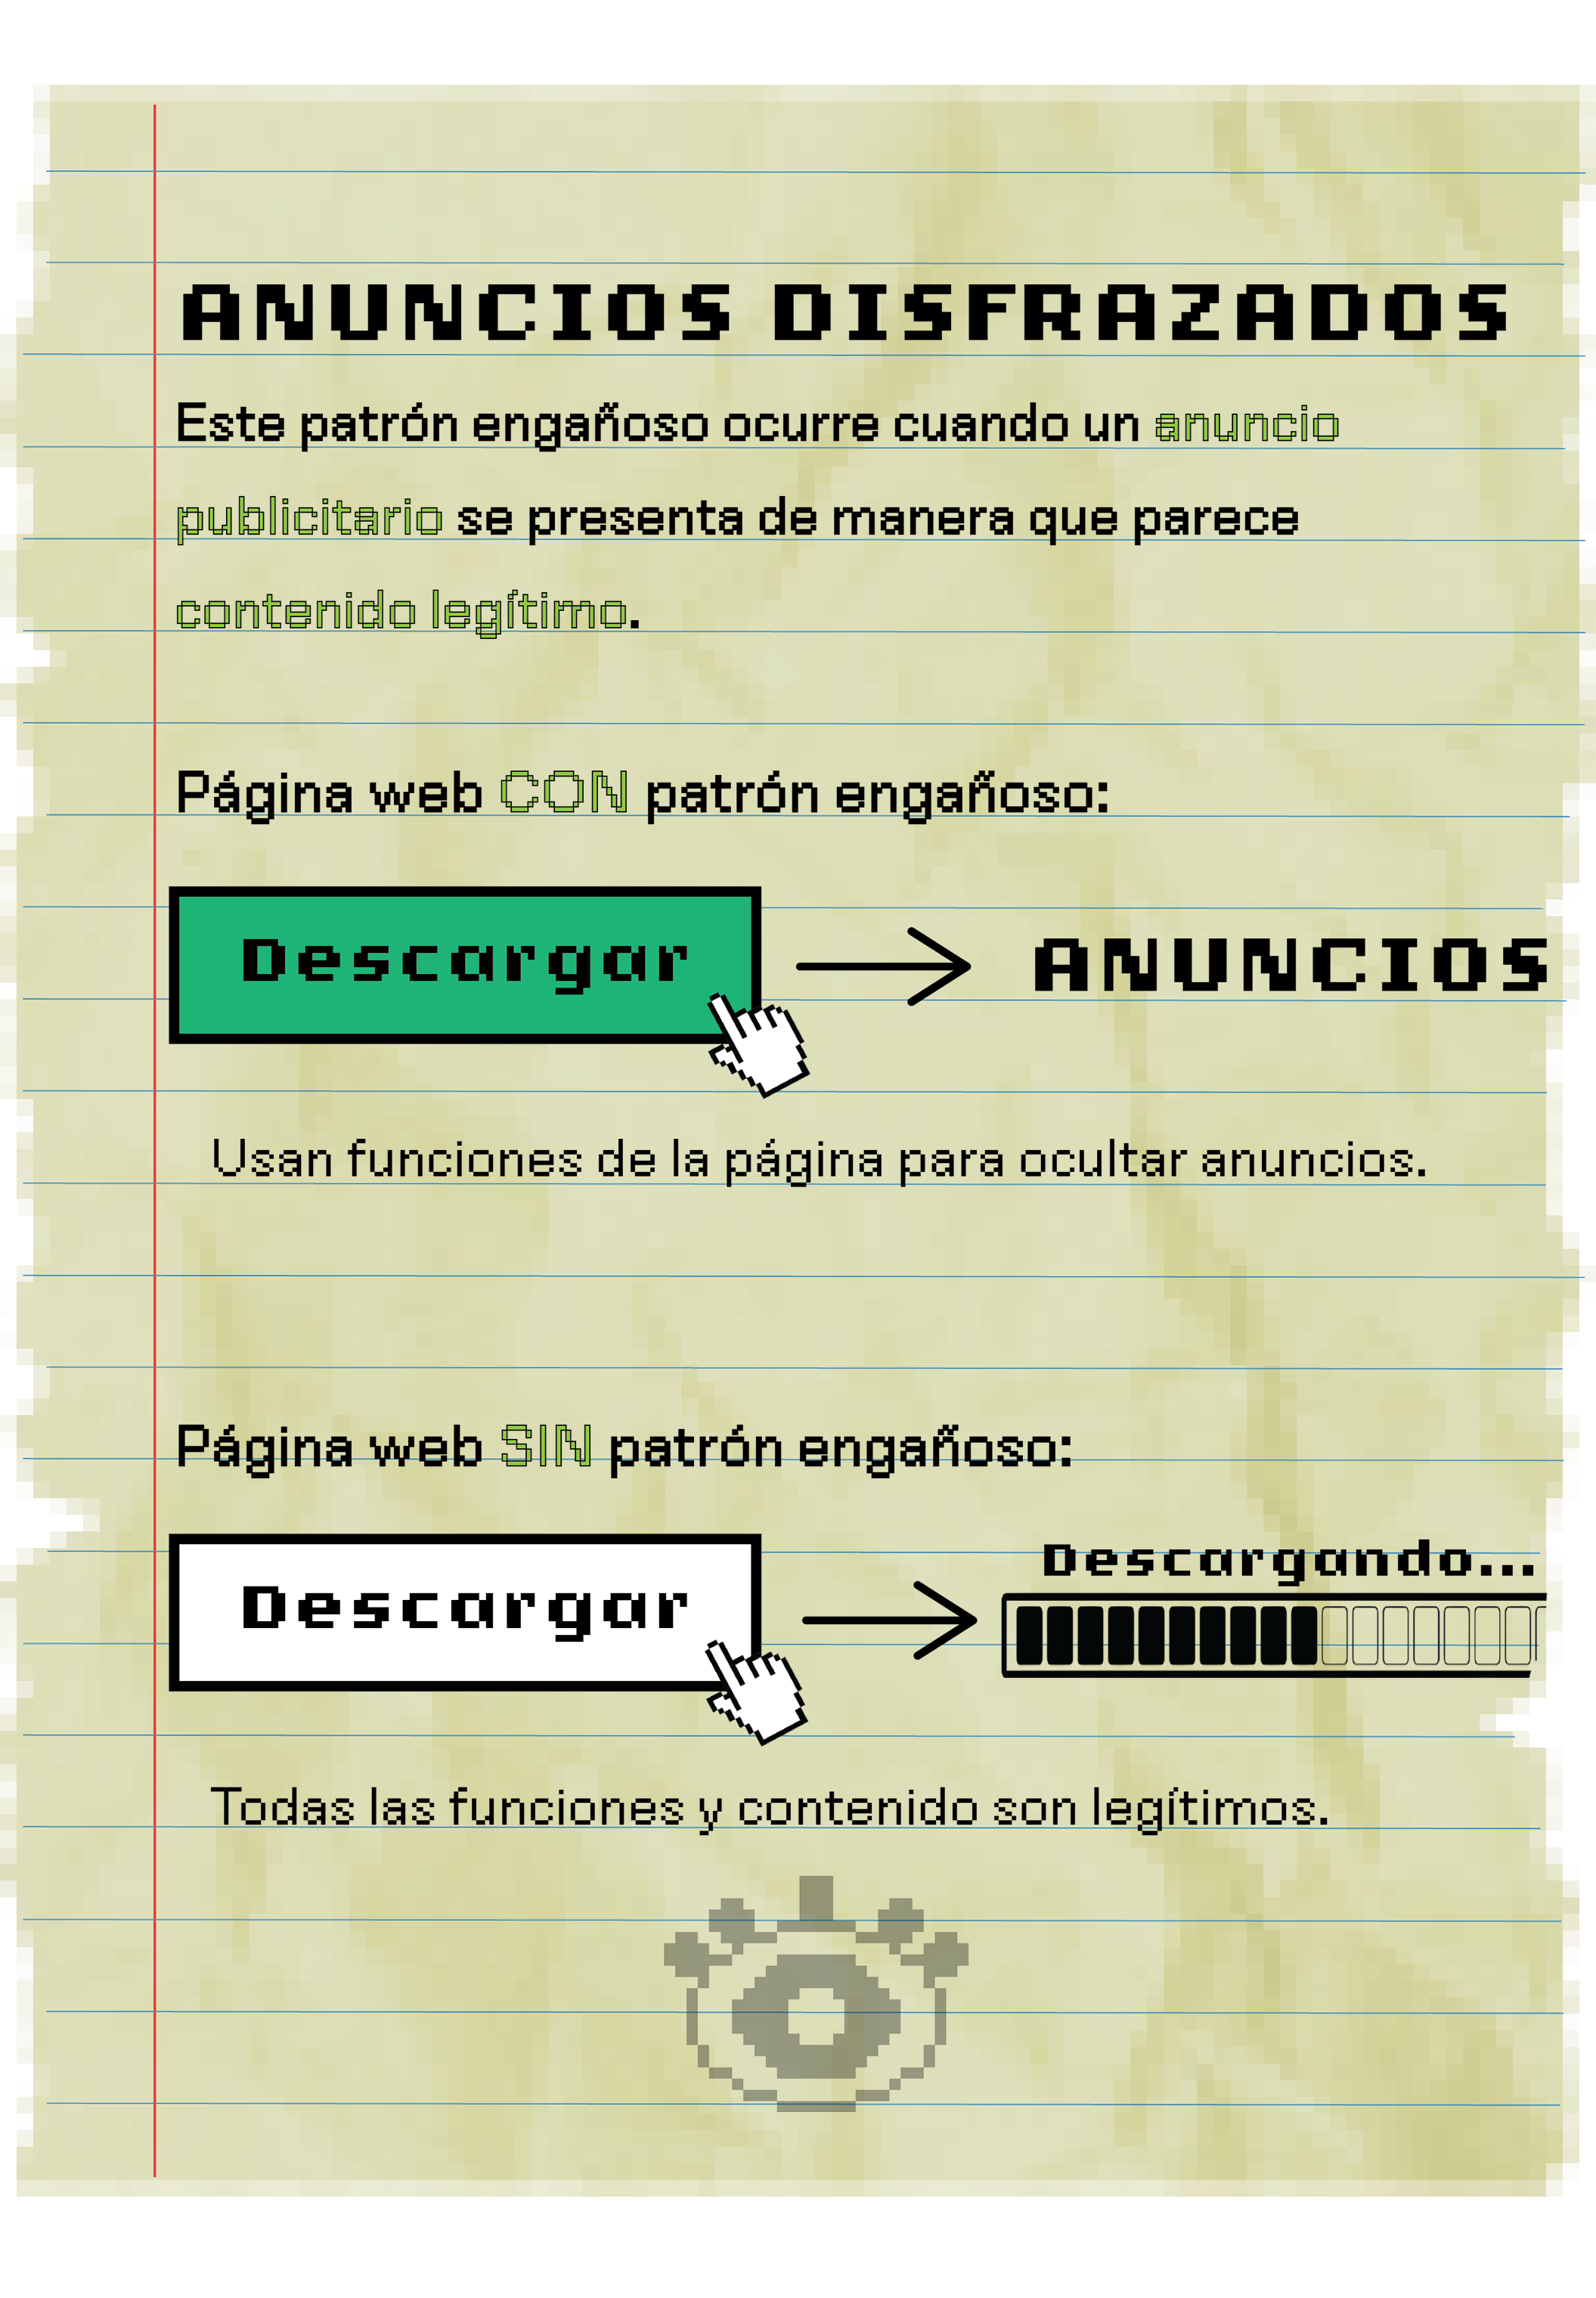 ANUNCIOS DISFRAZADOS
Este patrón engañoso ocurre cuando un anuncio
publicitario se presenta de manera que parece
contenido legítimo.
Página web CON patrón engañoso:
Descargar
ANUNCIOS
Usan funciones de la página para ocultar anuncios.
Página web SIN patrón engañoso:
Descargar
Descargando...
Todas las funciones y contenido son legítimos.